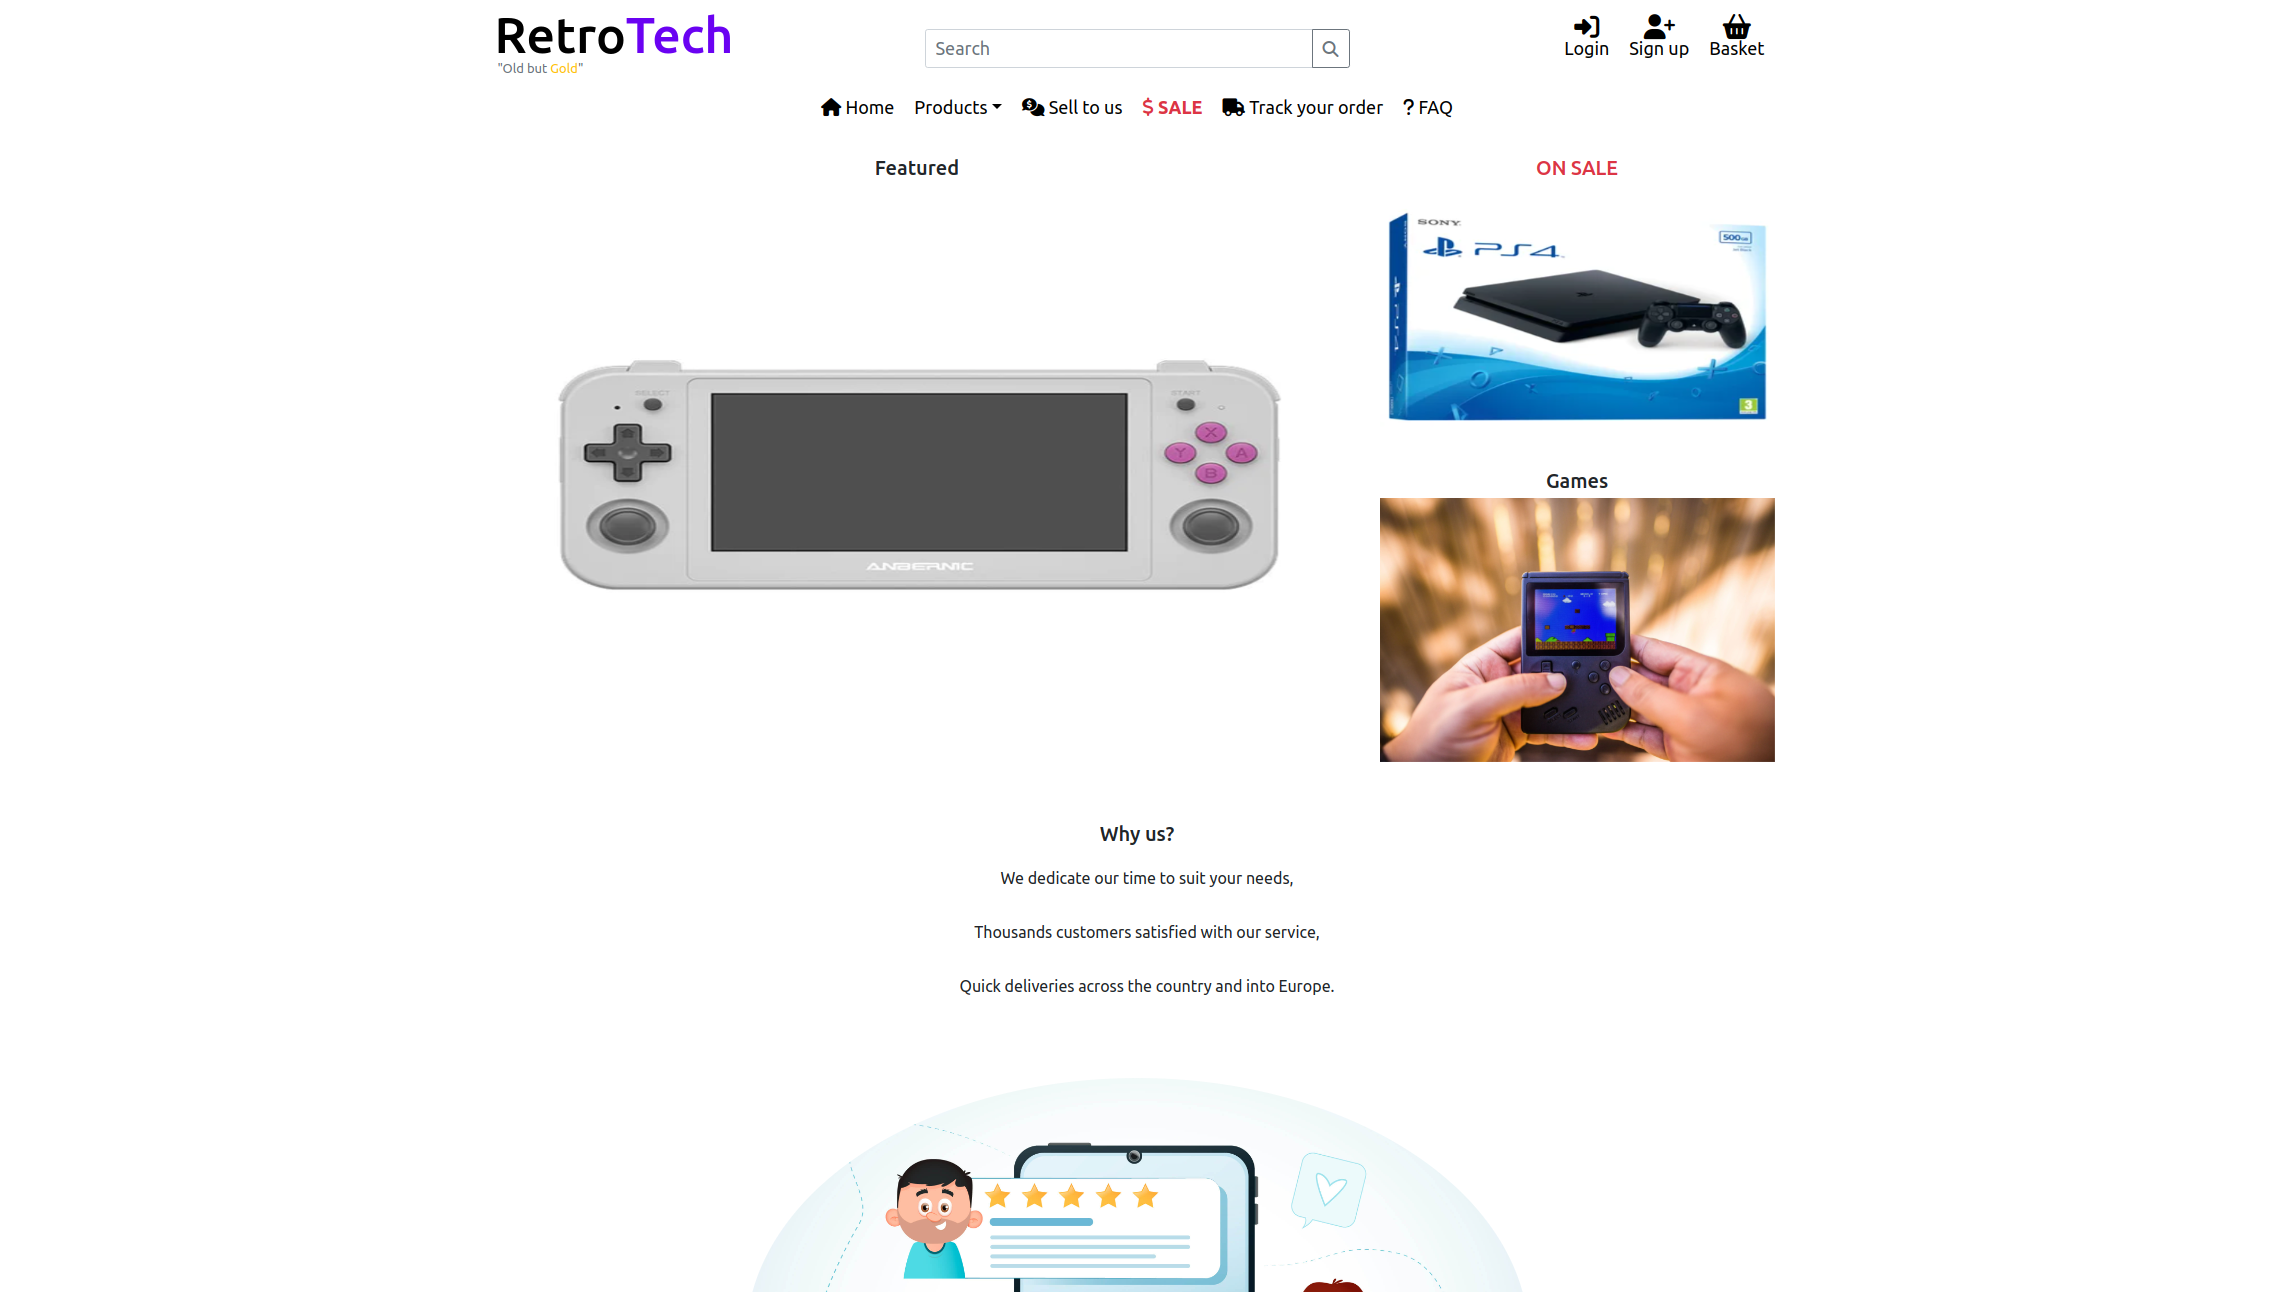 RetroTech
"Old but Gold"
Search
Login
Sign up
Basket
Home
Products
Sell to us
$ SALE
Track your order
? FAQ
Featured
SELECT
START
X
Y
A
B
ANBERNIC
ON SALE
SONY
PS4
500GB
PS4
3
Games
Why us?
We dedicate our time to suit your needs,
Thousands customers satisfied with our service,
Quick deliveries across the country and into Europe.